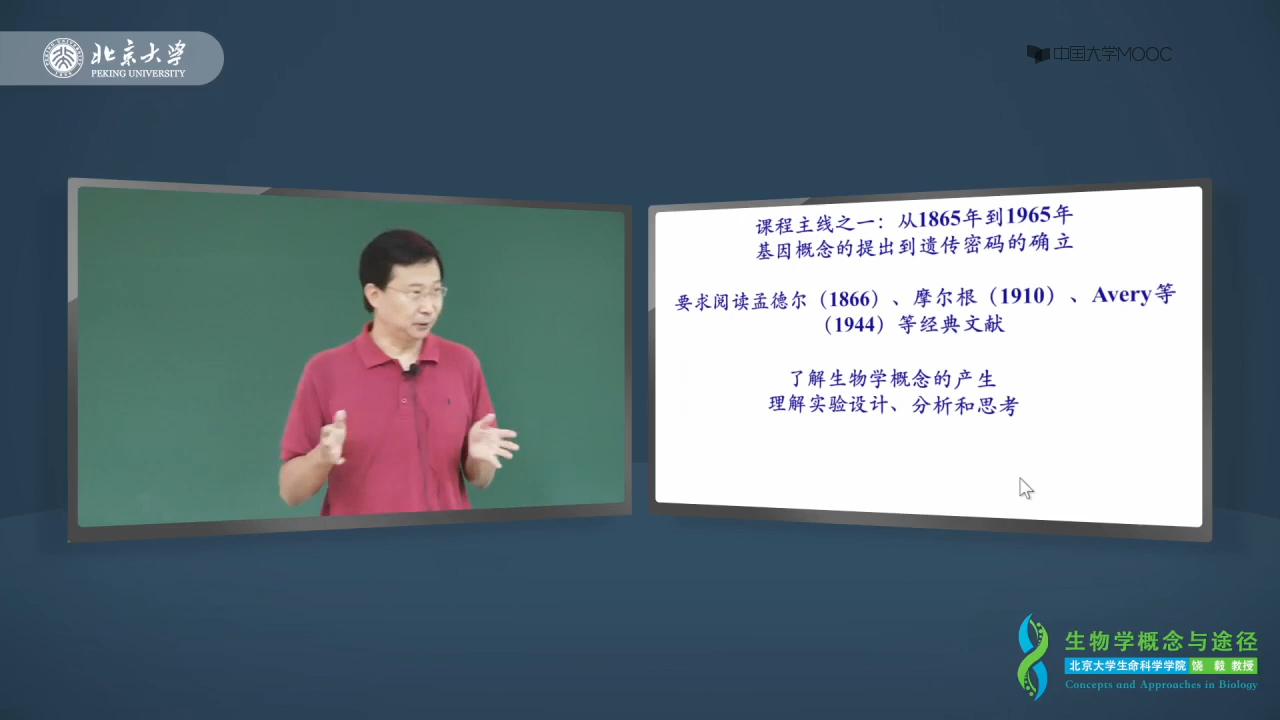 北京大学
PEKING UNIVERSITY
中国大学MOOC
课程主线之一：从1865年到1965年
基因概念的提出到遗传密码的确立
要求阅读孟德尔（1866）、摩尔根（1910）、Avery等
（1944）等经典文献
了解生物学概念的产生
理解实验设计、分析和思考
生物学概念与途径
北京大学生命科学学院 饶 毅 教授
Concepts and Approaches in Biology